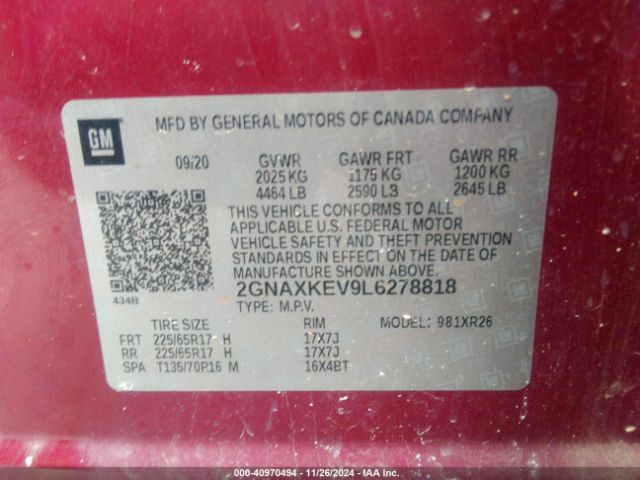 GM
MFD BY GENERAL MOTORS OF CANADA COMPANY
09/20 GVWR GAWR FRT GAWR RR
2025 KG 1175 KG 1200 KG
4464 LB 2590 LB 2645 LB
THIS VEHICLE CONFORMS TO ALL
APPLICABLE U.S. FEDERAL MOTOR
VEHICLE SAFETY AND THEFT PREVENTION
STANDARDS IN EFFECT ON THE DATE OF
MANUFACTURE SHOWN ABOVE.
434B 2GNAXKEV9L6278818
TYPE: M.P.V.
TIRE SIZE RIM MODEL: 981XR26
FRT 225/65R17 H 17X7J
RR 225/65R17 H 17X7J
SPA T135/70R16 M 16X4BT
000-40970494 - 11/26/2024 - IAA Inc.